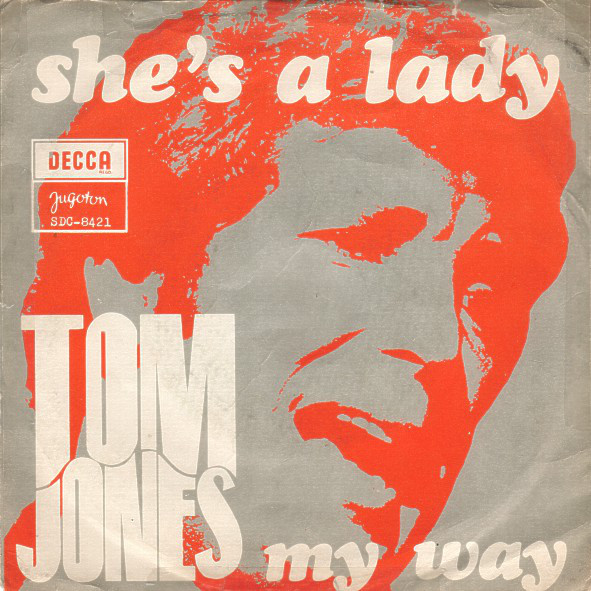 she's a lady
DECCA
Jugoton
SDC-8421
TOM
JONES
my way